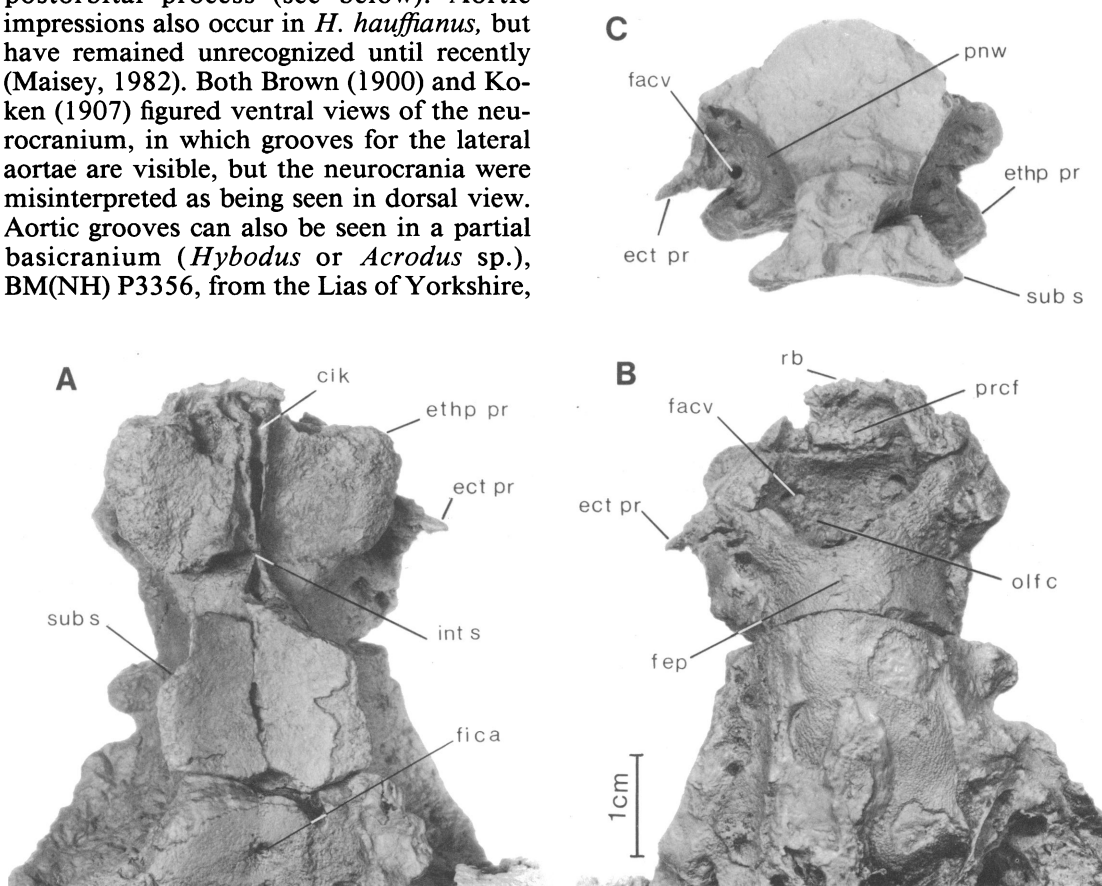 postorbital process (see below). Aortic
impressions also occur in H. hauffianus, but
have remained unrecognized until recently
(Maisey, 1982). Both Brown (1900) and Ko-
ken (1907) figured ventral views of the neu-
rocranium, in which grooves for the lateral
aortae are visible, but the neurocrania were
misinterpreted as being seen in dorsal view.
Aortic grooves can also be seen in a partial
basicranium (Hybodus or Acrodus sp.),
BM(NH) P3356, from the Lias of Yorkshire,
C
pnw
facv
ethp pr
ect pr
sub s
A
cik
ethp pr
ect pr
sub s
int s
fica
B
rb
prcf
facv
ect pr
olfc
fep
1cm